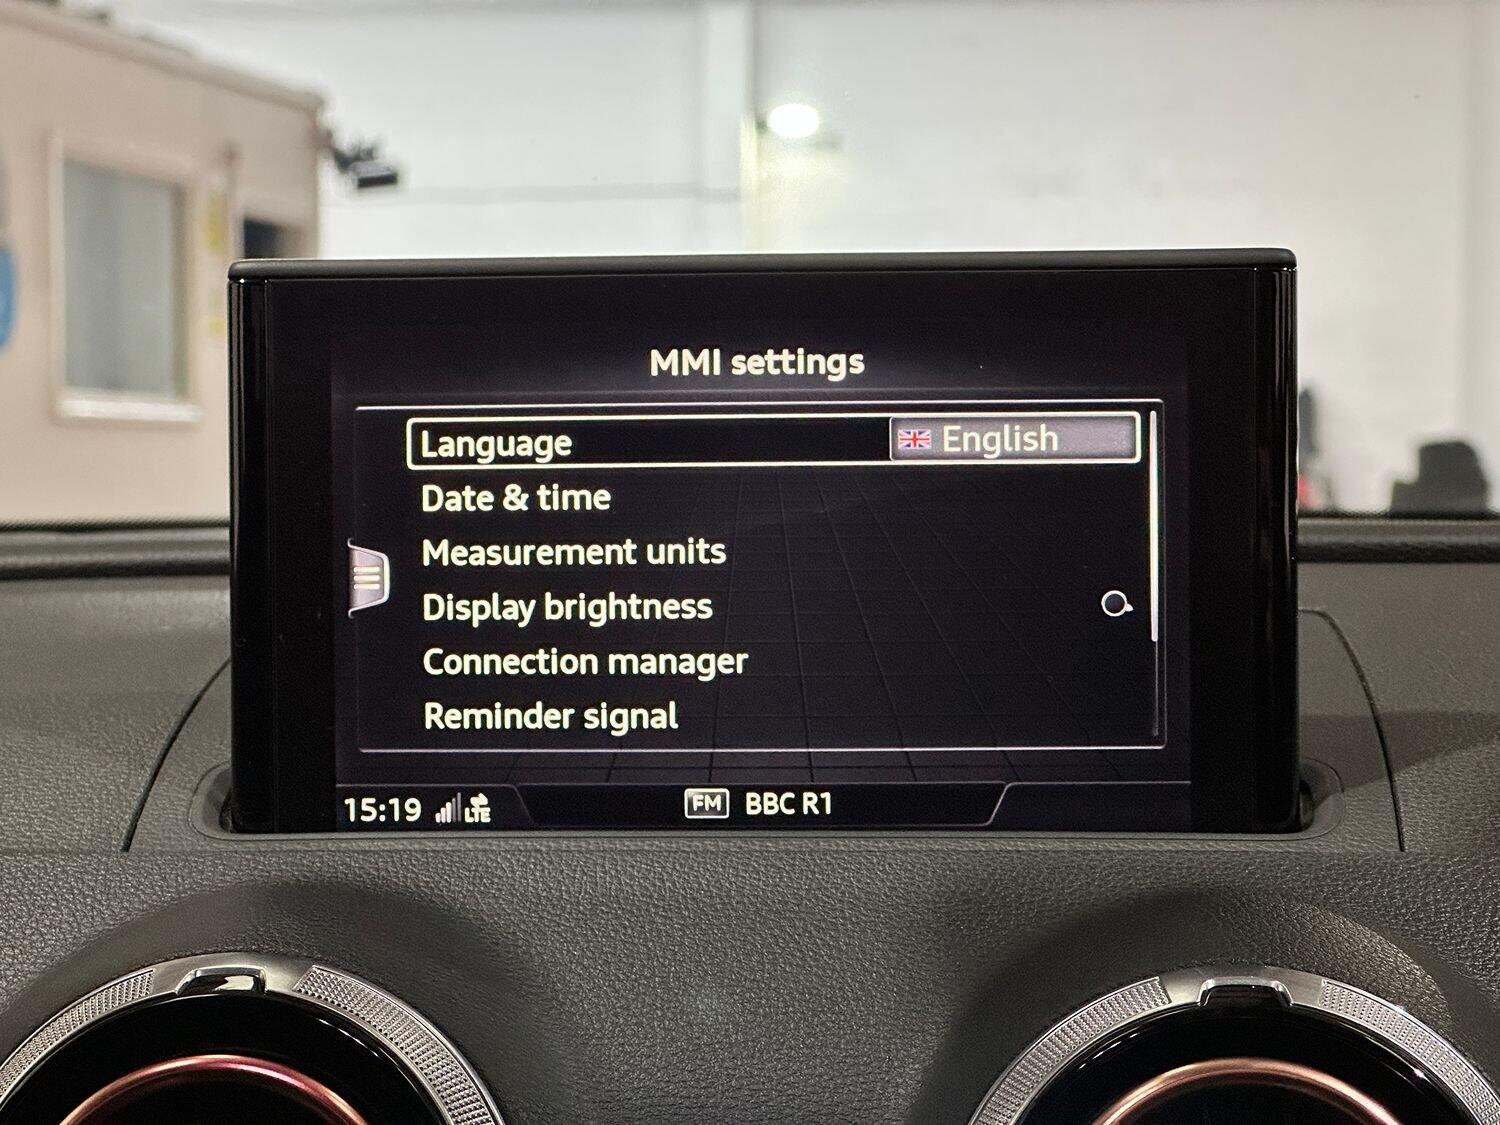 MMI settings
Language English
Date & time
Measurement units
Display brightness
Connection manager
Reminder signal
15:19 LTE FM BBC R1